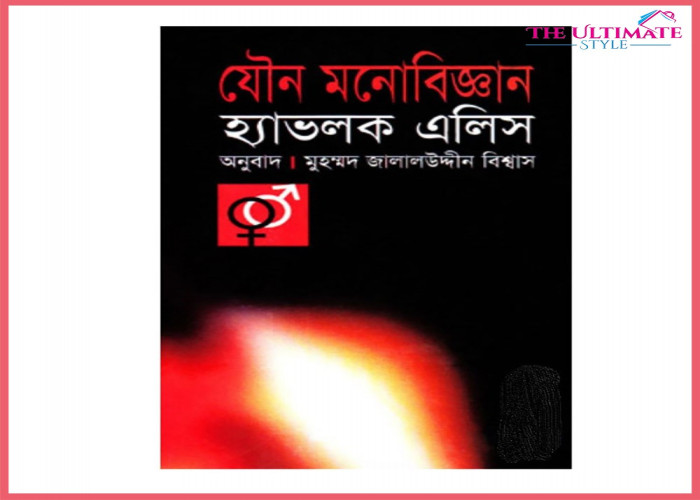 THE ULTIMATE
STYLE
যৌন মনোবিজ্ঞান
হ্যাভলক এলিস
অনুবাদ । মুহম্মদ জালালউদ্দীন বিশ্বাস